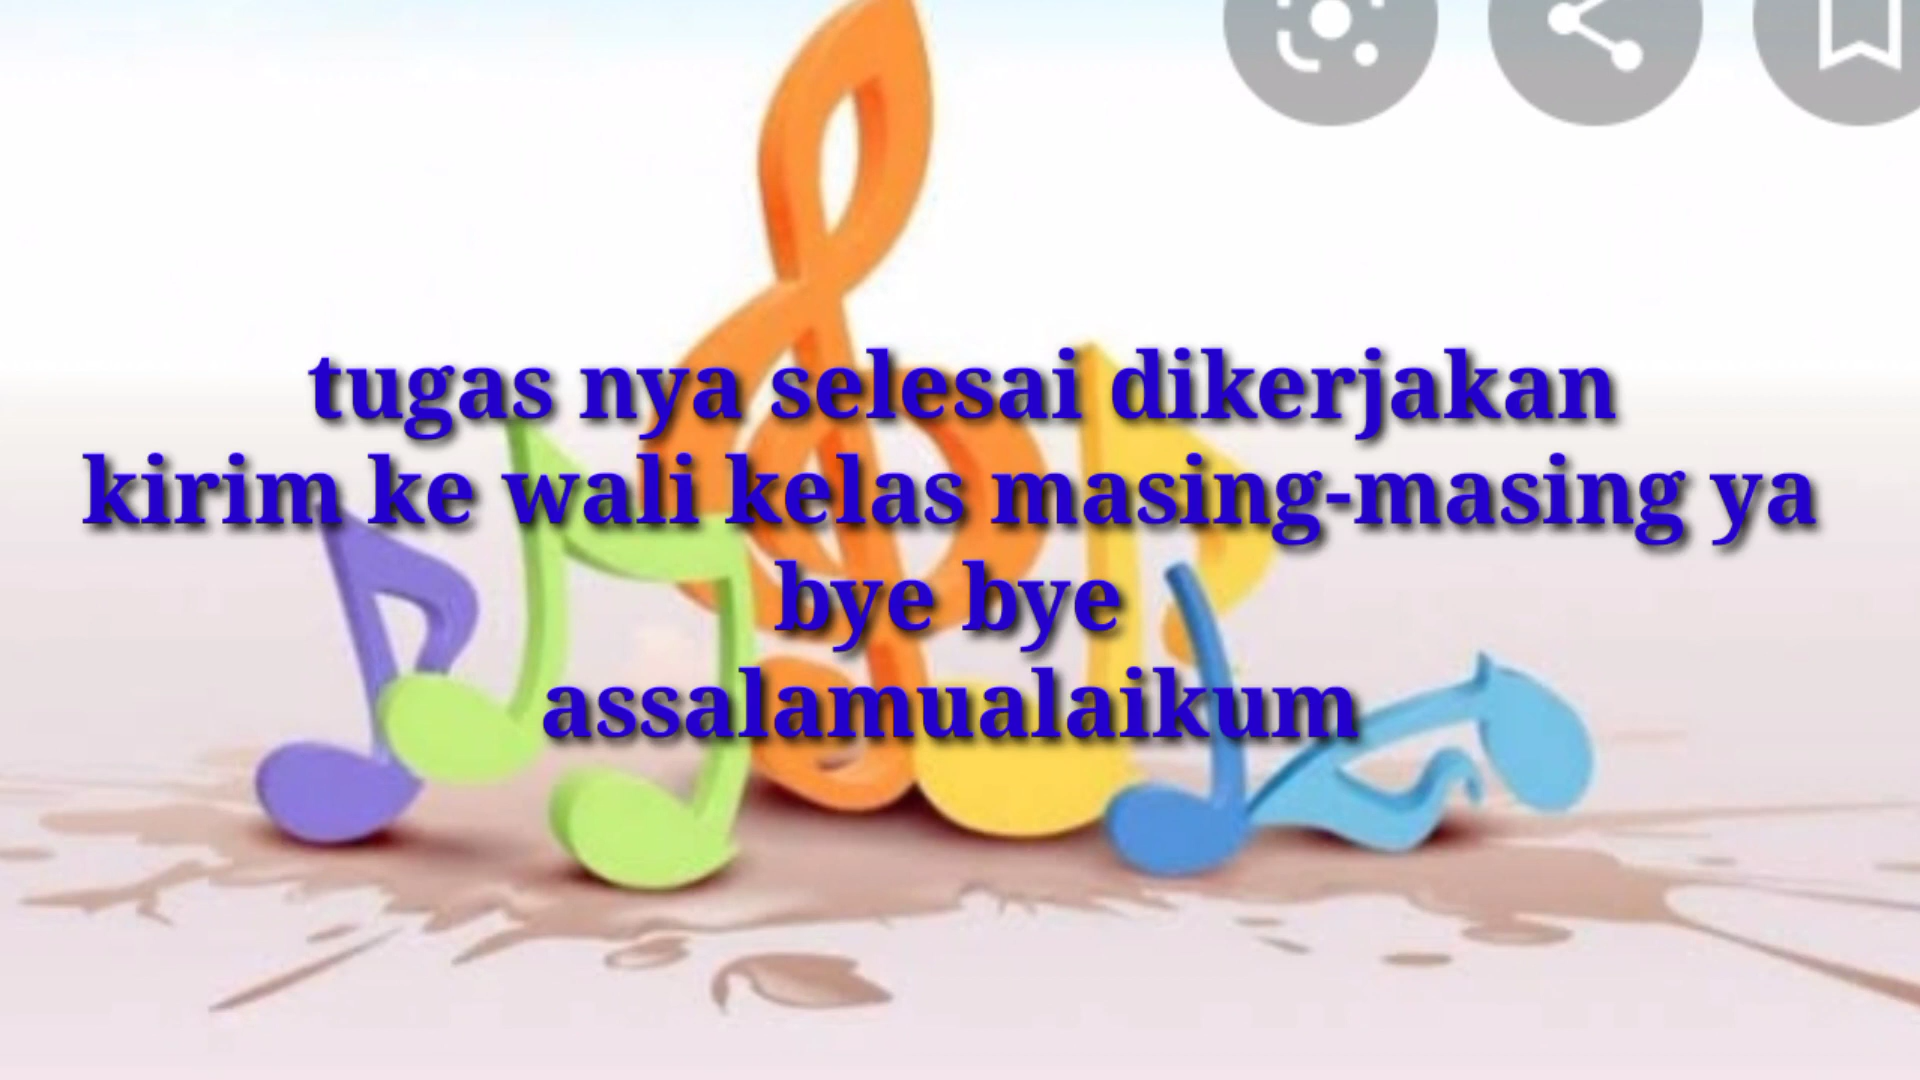 tugas nya selesai dikerjakan
kirim ke wali kelas masing-masing ya
bye bye
assalamualaikum